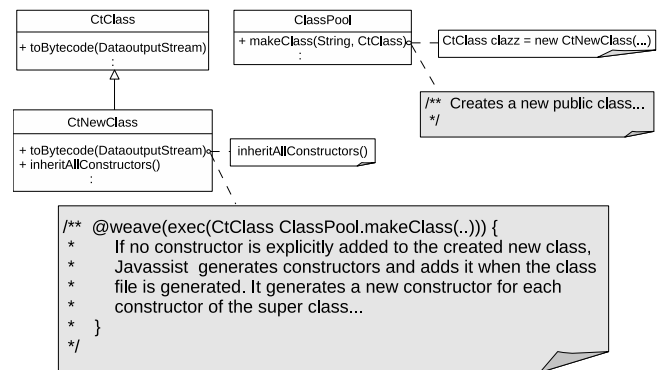 CtClass
+ toBytecode(DataoutputStream)
:
ClassPool
+ makeClass(String, CtClass)
:
CtClass clazz = new CtNewClass(...)
/** Creates a new public class...
*/
CtNewClass
+ toBytecode(DataoutputStream)
+ inheritAllConstructors()
:
inheritAllConstructors()
/** @weave(exec(CtClass ClassPool.makeClass(..))) {
* If no constructor is explicitly added to the created new class,
* Javassist generates constructors and adds it when the class
* file is generated. It generates a new constructor for each
* constructor of the super class...
* }
*/